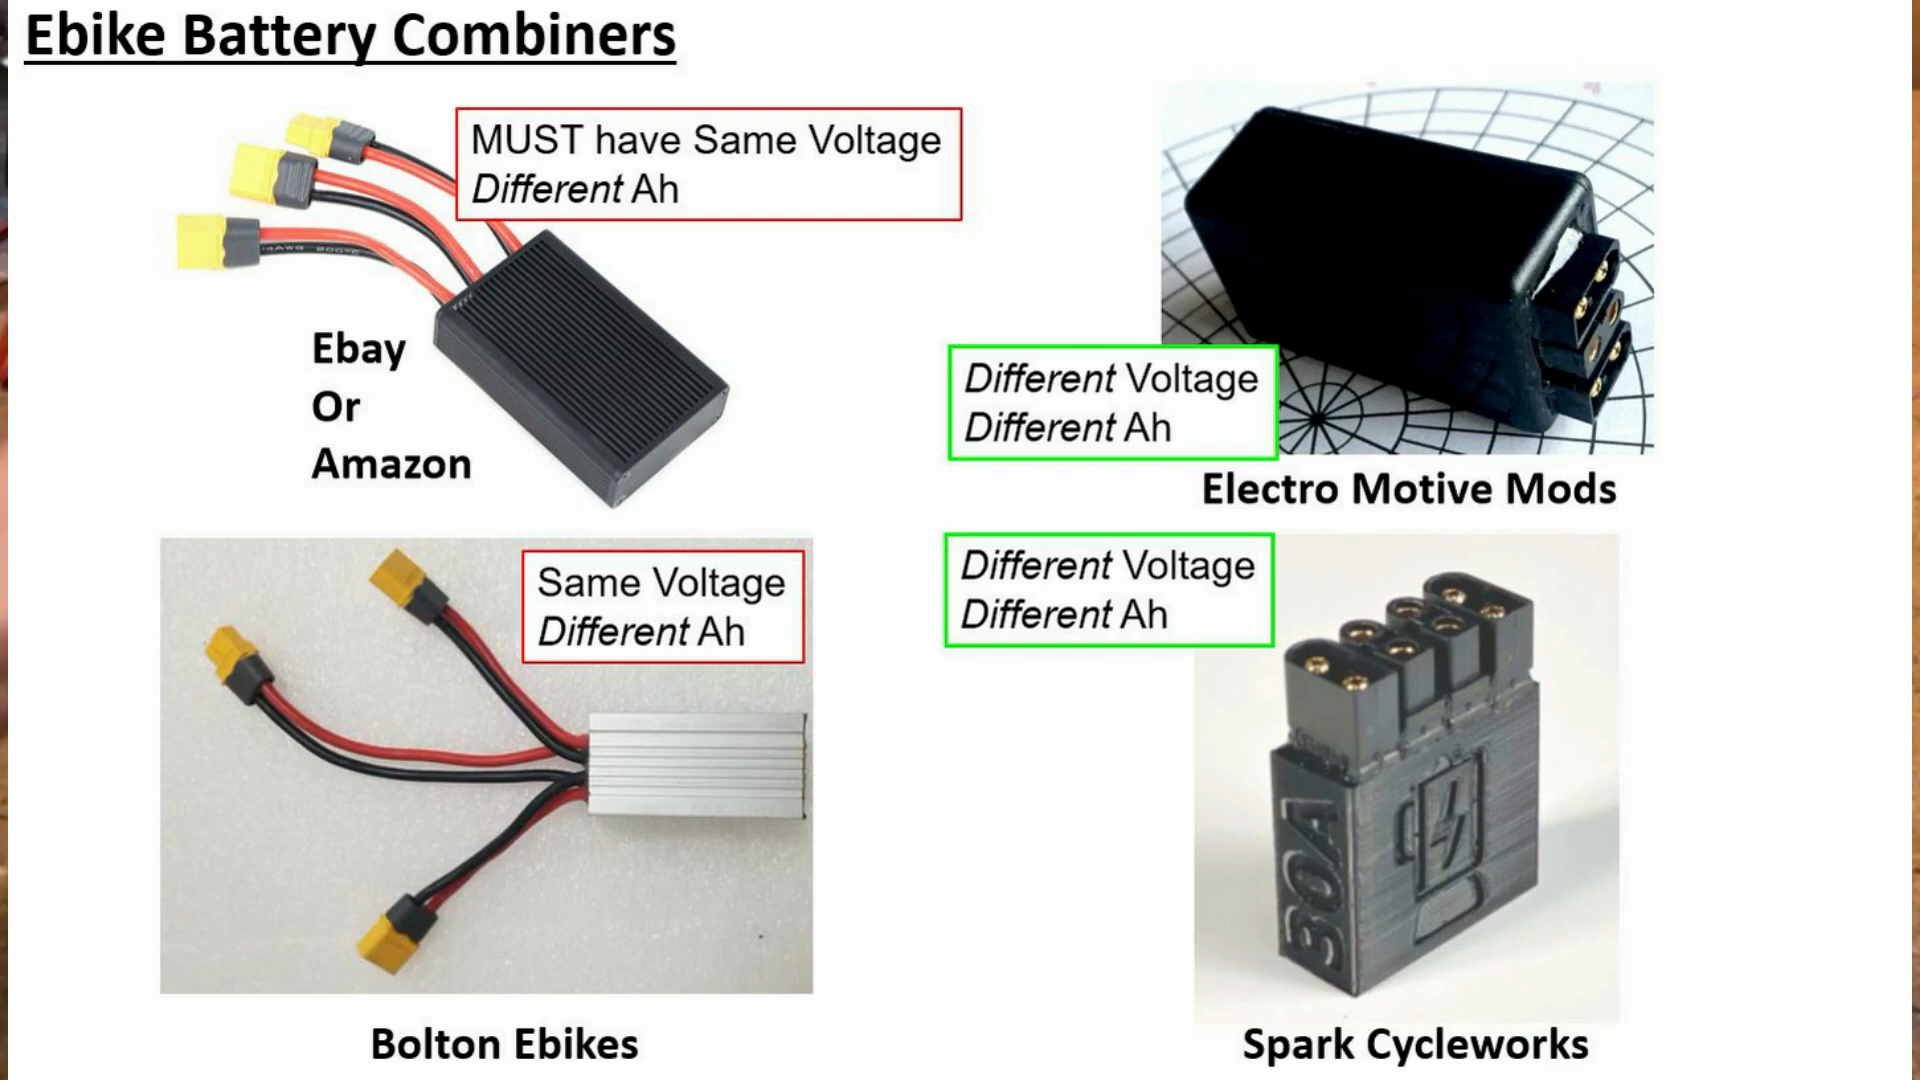 Ebike Battery Combiners
MUST have Same Voltage
Different Ah
Ebay
Or
Amazon
Different Voltage
Different Ah
Electro Motive Mods
Same Voltage
Different Ah
Bolton Ebikes
Different Voltage
Different Ah
30A
Spark Cycleworks